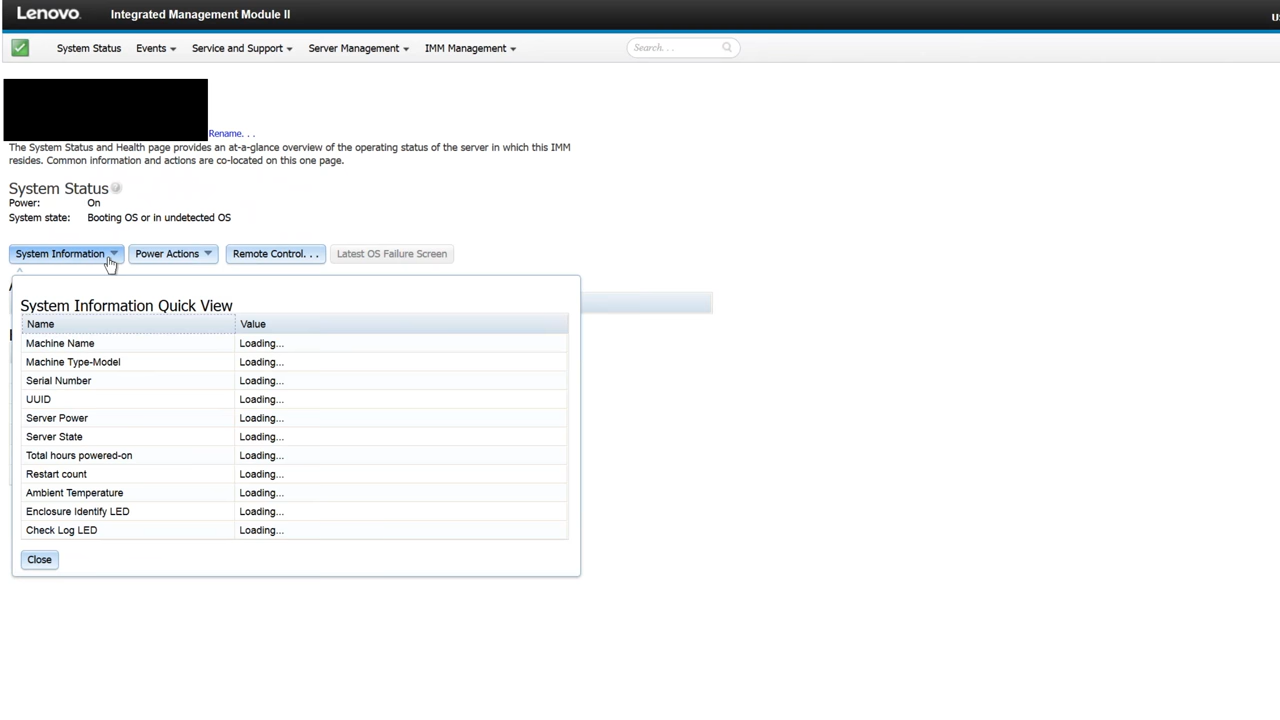 Lenovo. Integrated Management Module II
System Status Events Service and Support Server Management IMM Management Search. . .
Rename. . .
The System Status and Health page provides an at-a-glance overview of the operating status of the server in which this IMM
resides. Common information and actions are co-located on this one page.
System Status
Power: On
System state: Booting OS or in undetected OS
System Information Power Actions Remote Control. . . Latest OS Failure Screen
System Information Quick View
Name Value
Machine Name Loading...
Machine Type-Model Loading...
Serial Number Loading...
UUID Loading...
Server Power Loading...
Server State Loading...
Total hours powered-on Loading...
Restart count Loading...
Ambient Temperature Loading...
Enclosure Identify LED Loading...
Check Log LED Loading...
Close